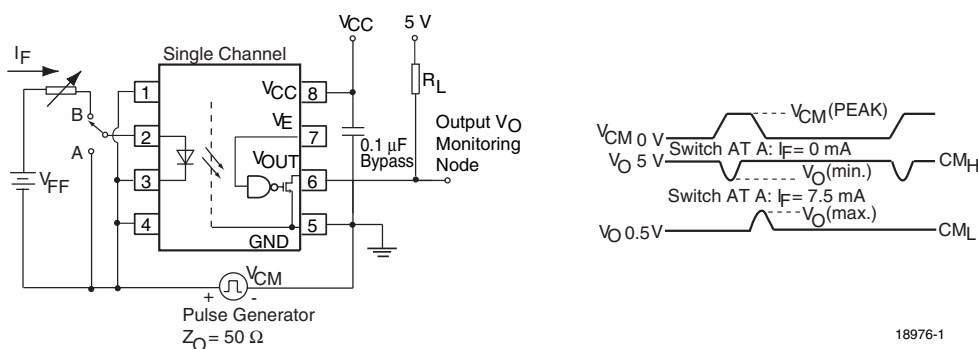 Single Channel
I_F
B
A
V_FF
1
2
3
4
V_CC
V_E
V_OUT
GND
8
7
6
5
V_CC
5 V
R_L
0.1 µF
Bypass
Output V_O
Monitoring
Node
V_CM
+ -
Pulse Generator
Z_O = 50 Ω
V_CM 0 V
V_CM (PEAK)
Switch AT A: I_F = 0 mA
V_O 5 V
V_O (min.)
CM_H
Switch AT A: I_F = 7.5 mA
V_O (max.)
V_O 0.5 V
CM_L
18976-1